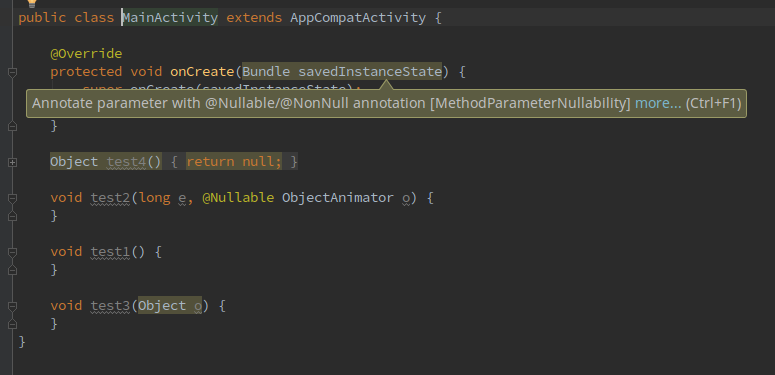 public class MainActivity extends AppCompatActivity {
@Override
protected void onCreate(Bundle savedInstanceState) {
super.onCreate(savedInstanceState);
Annotate parameter with @Nullable/@NonNull annotation [MethodParameterNullability] more... (Ctrl+F1)
}
Object test4() { return null; }
void test2(long e, @Nullable ObjectAnimator o) {
}
void test1() {
}
void test3(Object o) {
}
}